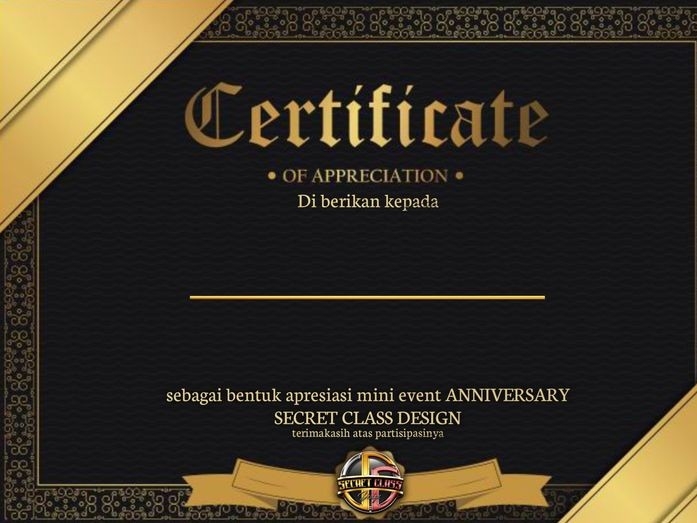 Certificate
• OF APPRECIATION •
Di berikan kepada
sebagai bentuk apresiasi mini event ANNIVERSARY
SECRET CLASS DESIGN
terimakasih atas partisipasinya
SECRET CLASS